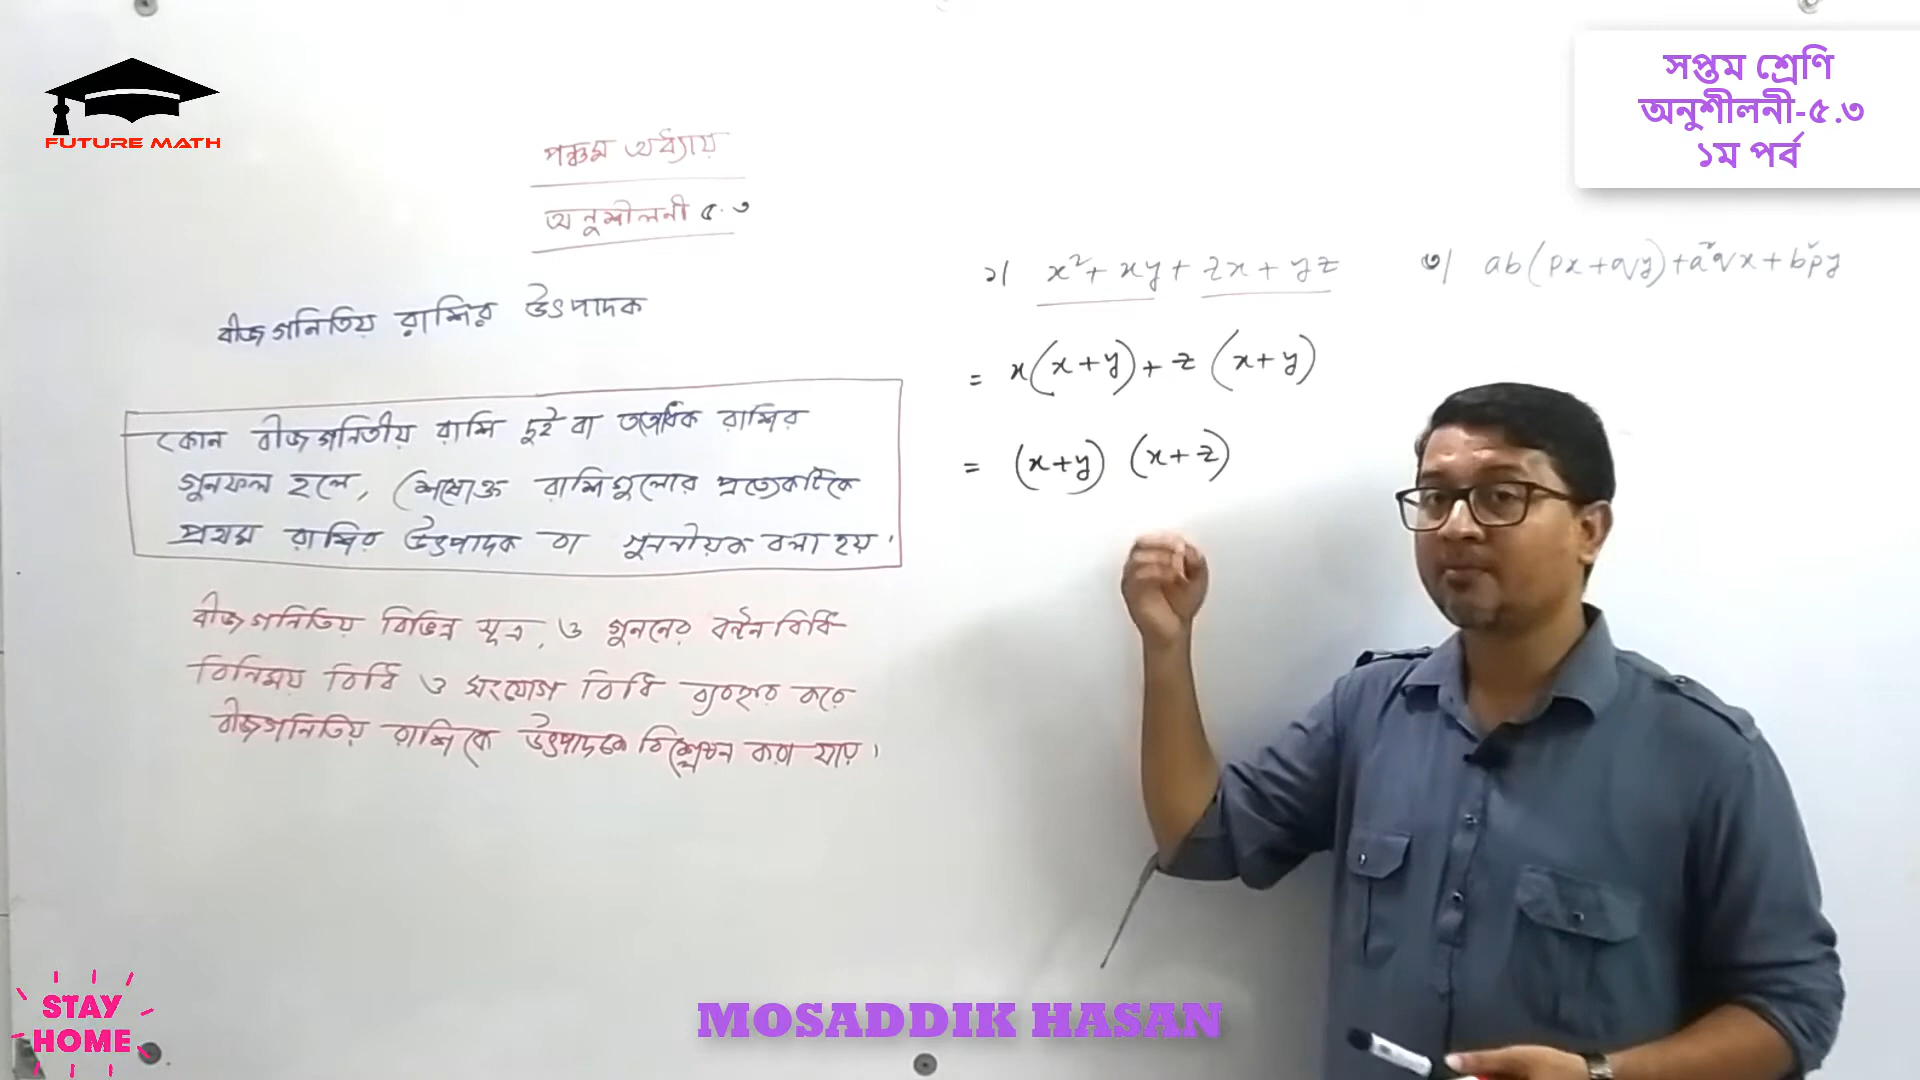 FUTURE MATH
সপ্তম শ্রেণি
অনুশীলনী-৫.৩
১ম পর্ব
পঞ্চম অধ্যায়
অনুশীলনী ৫.৩
বীজগনিতিয় রাশির উৎপাদক
কোন বীজগনিতীয় রাশি দুই বা ততোধিক রাশির
গুনফল হলে, শেষোক্ত রাশিগুলোর প্রত্যেকটিকে
প্রথম রাশির উৎপাদক বা গুননীয়ক বলা হয়।
বীজগনিতিয় বিভিন্ন সূত্র, ও গুননের বন্টন বিধি
বিনিময় বিধি ও সংযোগ বিধি ব্যবহার করে
বীজগনিতিয় রাশিকে উৎপাদকে বিশ্লেষন করা যায়।
১। x² + xy + zx + yz
= x(x+y) + z(x+y)
= (x+y) (x+z)
৩। ab(px+qy)+a²qx+b²py
STAY
HOME
MOSADDIK HASAN